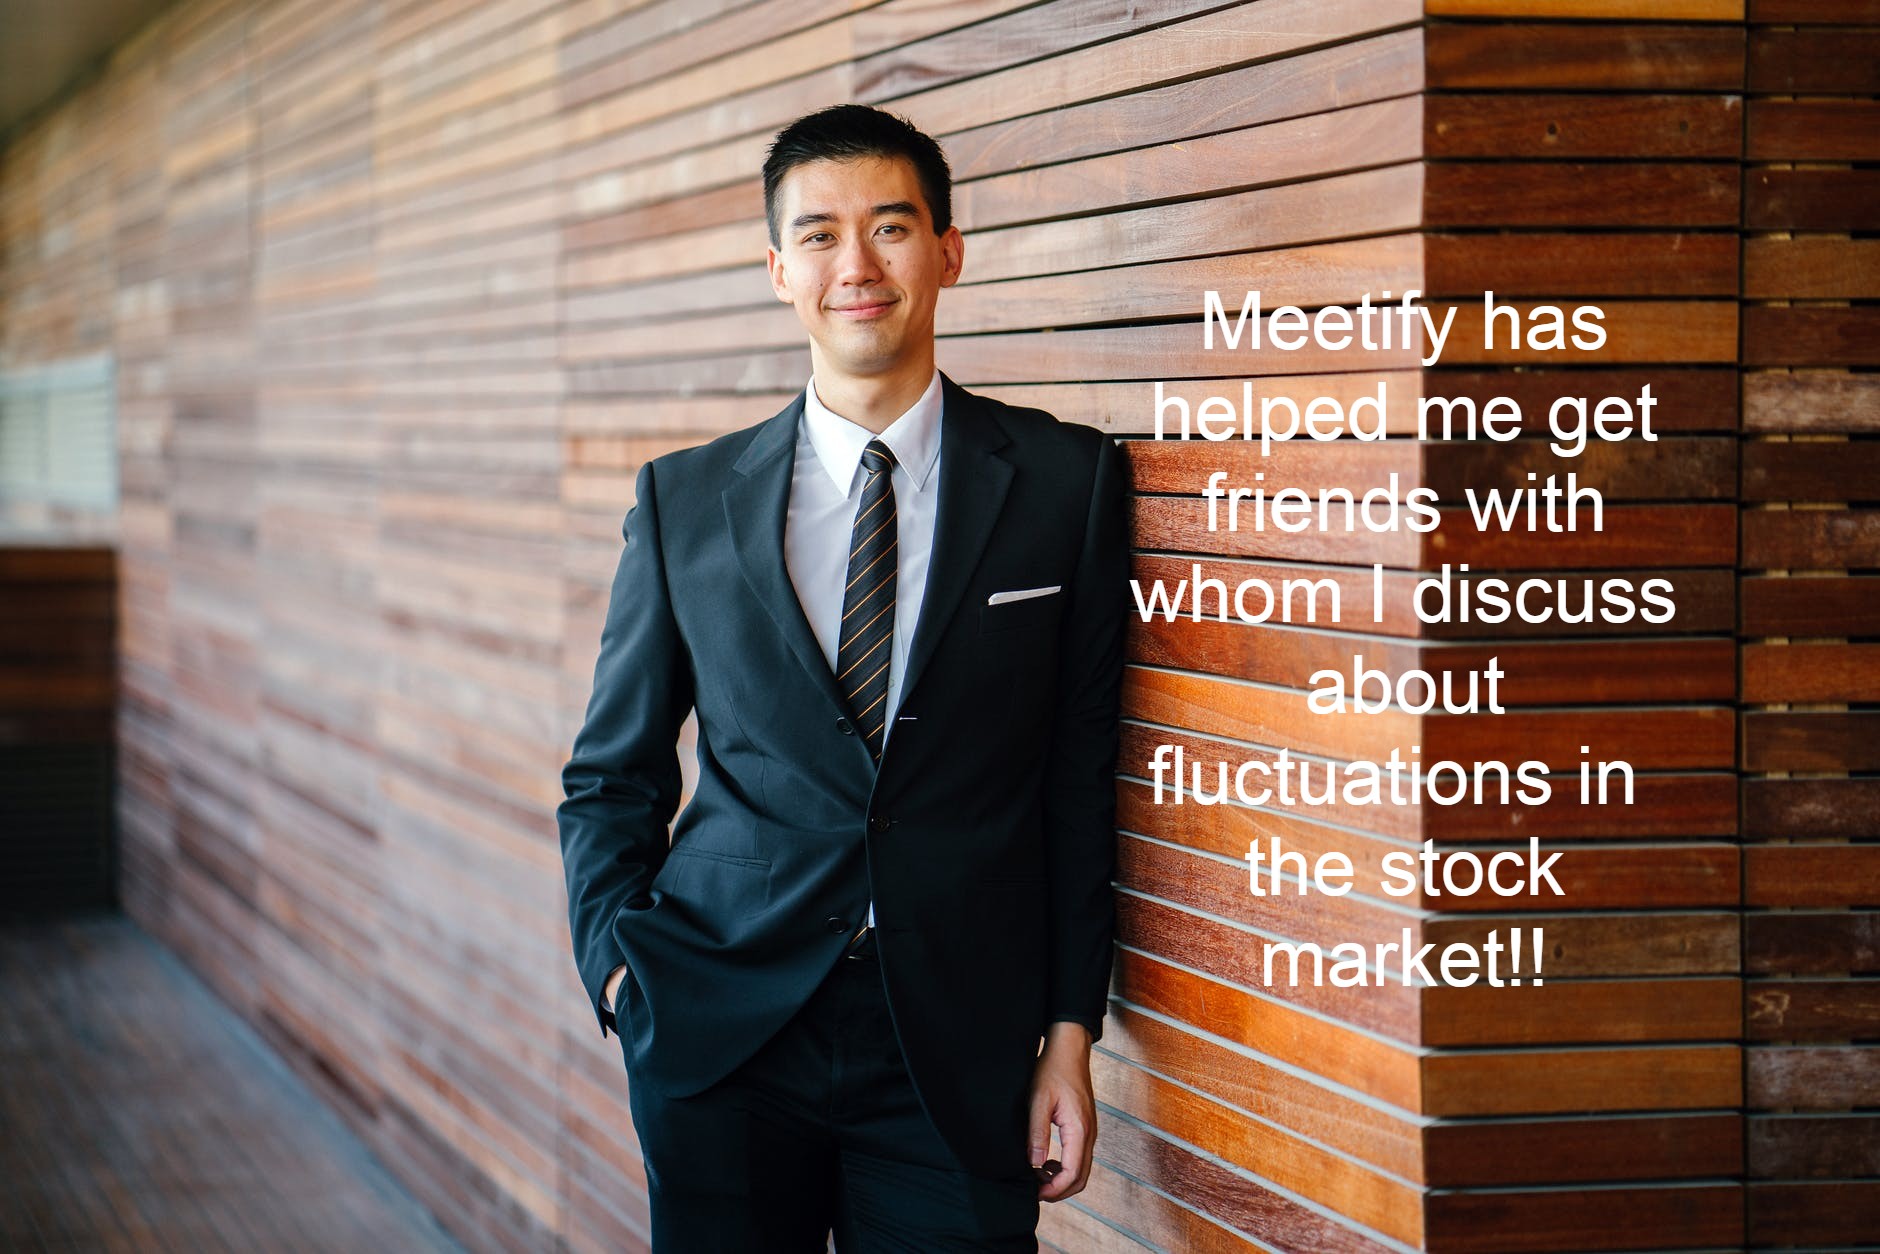 Meetify has
helped me get
friends with
whom I discuss
about
fluctuations in
the stock
market!!